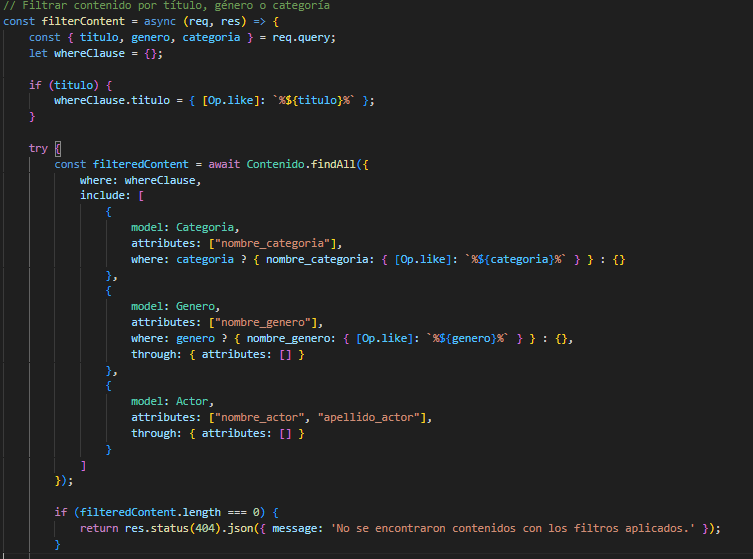 // Filtrar contenido por título, género o categoría
const filterContent = async (req, res) => {
    const { titulo, genero, categoria } = req.query;
    let whereClause = {};

    if (titulo) {
        whereClause.titulo = { [Op.like]: `%${titulo}%` };
    }

    try {
        const filteredContent = await Contenido.findAll({
            where: whereClause,
            include: [
                {
                    model: Categoria,
                    attributes: ["nombre_categoria"],
                    where: categoria ? { nombre_categoria: { [Op.like]: `%${categoria}%` } } : {}
                },
                {
                    model: Genero,
                    attributes: ["nombre_genero"],
                    where: genero ? { nombre_genero: { [Op.like]: `%${genero}%` } } : {},
                    through: { attributes: [] }
                },
                {
                    model: Actor,
                    attributes: ["nombre_actor", "apellido_actor"],
                    through: { attributes: [] }
                }
            ]
        });

        if (filteredContent.length === 0) {
            return res.status(404).json({ message: 'No se encontraron contenidos con los filtros aplicados.' });
        }